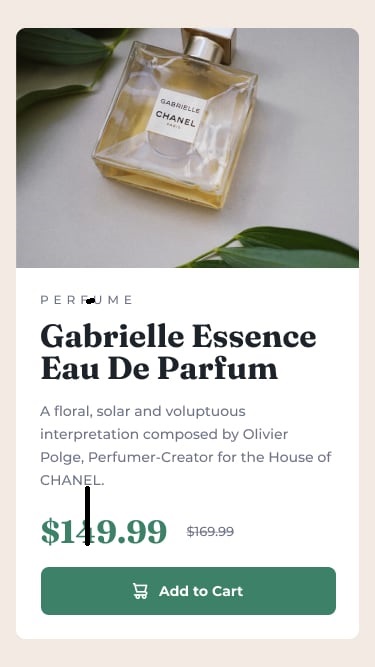 GABRIELLE
CHANEL
PARIS
PERFUME
Gabrielle Essence
Eau De Parfum
A floral, solar and voluptuous
interpretation composed by Olivier
Polge, Perfumer-Creator for the House of
CHANEL.
$149.99 $169.99
Add to Cart